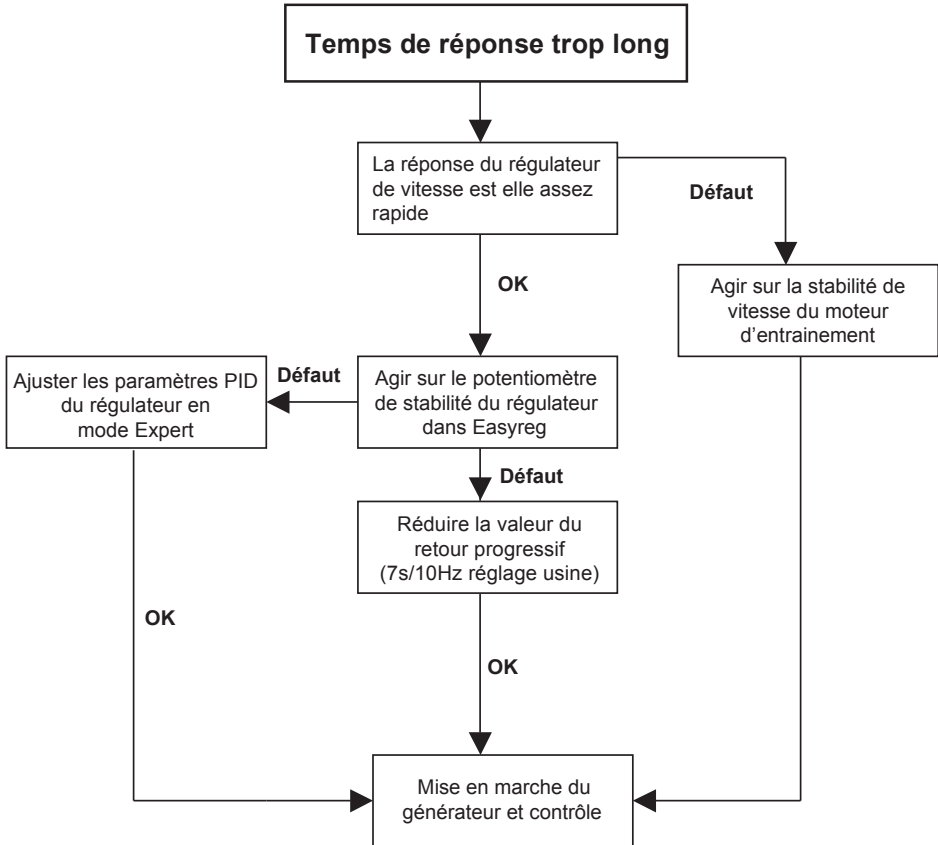 Temps de réponse trop long
La réponse du régulateur
de vitesse est elle assez
rapide
Défaut
OK
Agir sur la stabilité de
vitesse du moteur
d'entrainement
Ajuster les paramètres PID
du régulateur en
mode Expert
Défaut
Agir sur le potentiomètre
de stabilité du régulateur
dans Easyreg
Défaut
Réduire la valeur du
retour progressif
(7s/10Hz réglage usine)
OK
OK
Mise en marche du
générateur et contrôle